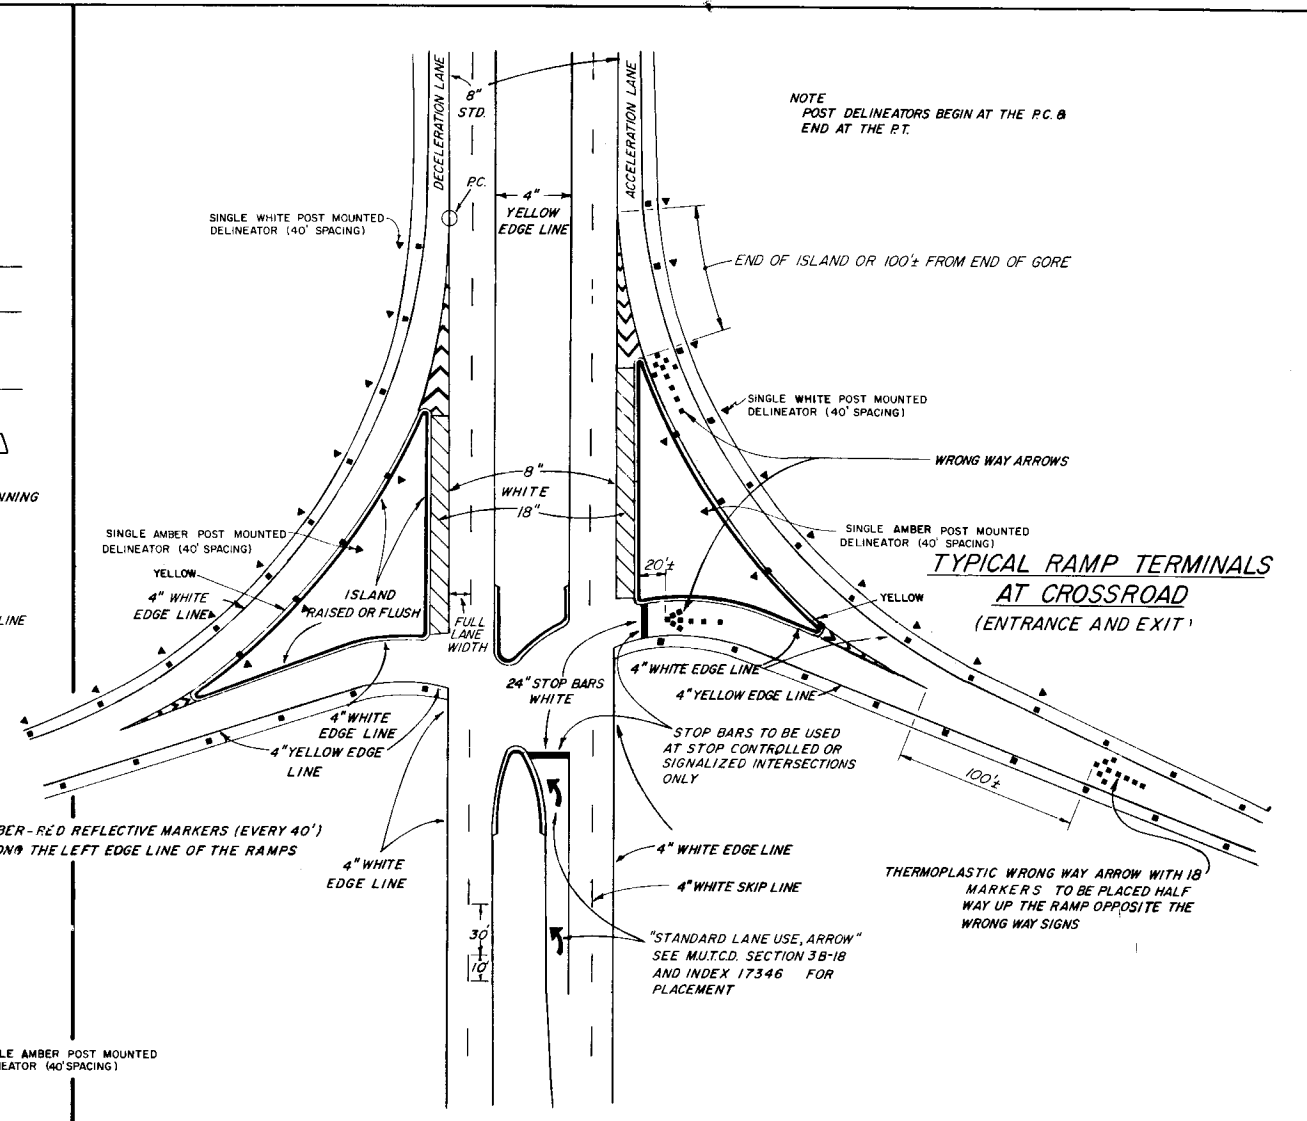 DECELERATION LANE
8"
STD.
ACCELERATION LANE
NOTE
POST DELINEATORS BEGIN AT THE P.C. &
END AT THE P.T.
P.C.
4"
YELLOW
EDGE LINE
SINGLE WHITE POST MOUNTED
DELINEATOR (40' SPACING)
END OF ISLAND OR 100'± FROM END OF GORE
SINGLE WHITE POST MOUNTED
DELINEATOR (40' SPACING)
WRONG WAY ARROWS
8"
WHITE
18"
NNING
SINGLE AMBER POST MOUNTED
DELINEATOR (40' SPACING)
SINGLE AMBER POST MOUNTED
DELINEATOR (40' SPACING)
TYPICAL RAMP TERMINALS
AT CROSSROAD
(ENTRANCE AND EXIT)
20'±
YELLOW
4" WHITE
EDGE LINE
ISLAND
RAISED OR FLUSH
YELLOW
LINE
FULL
LANE
WIDTH
4" WHITE EDGE LINE
4" YELLOW EDGE LINE
24" STOP BARS
WHITE
4" WHITE
EDGE LINE
4" YELLOW EDGE
LINE
STOP BARS TO BE USED
AT STOP CONTROLLED OR
SIGNALIZED INTERSECTIONS
ONLY
100'±
BER-RED REFLECTIVE MARKERS (EVERY 40')
ONG THE LEFT EDGE LINE OF THE RAMPS
4" WHITE
EDGE LINE
4" WHITE EDGE LINE
4" WHITE SKIP LINE
THERMOPLASTIC WRONG WAY ARROW WITH 18
MARKERS TO BE PLACED HALF
WAY UP THE RAMP OPPOSITE THE
WRONG WAY SIGNS
30'
10'
"STANDARD LANE USE, ARROW"
SEE M.U.T.C.D. SECTION 3B-18
AND INDEX 17346 FOR
PLACEMENT
LE AMBER POST MOUNTED
NEATOR (40' SPACING)